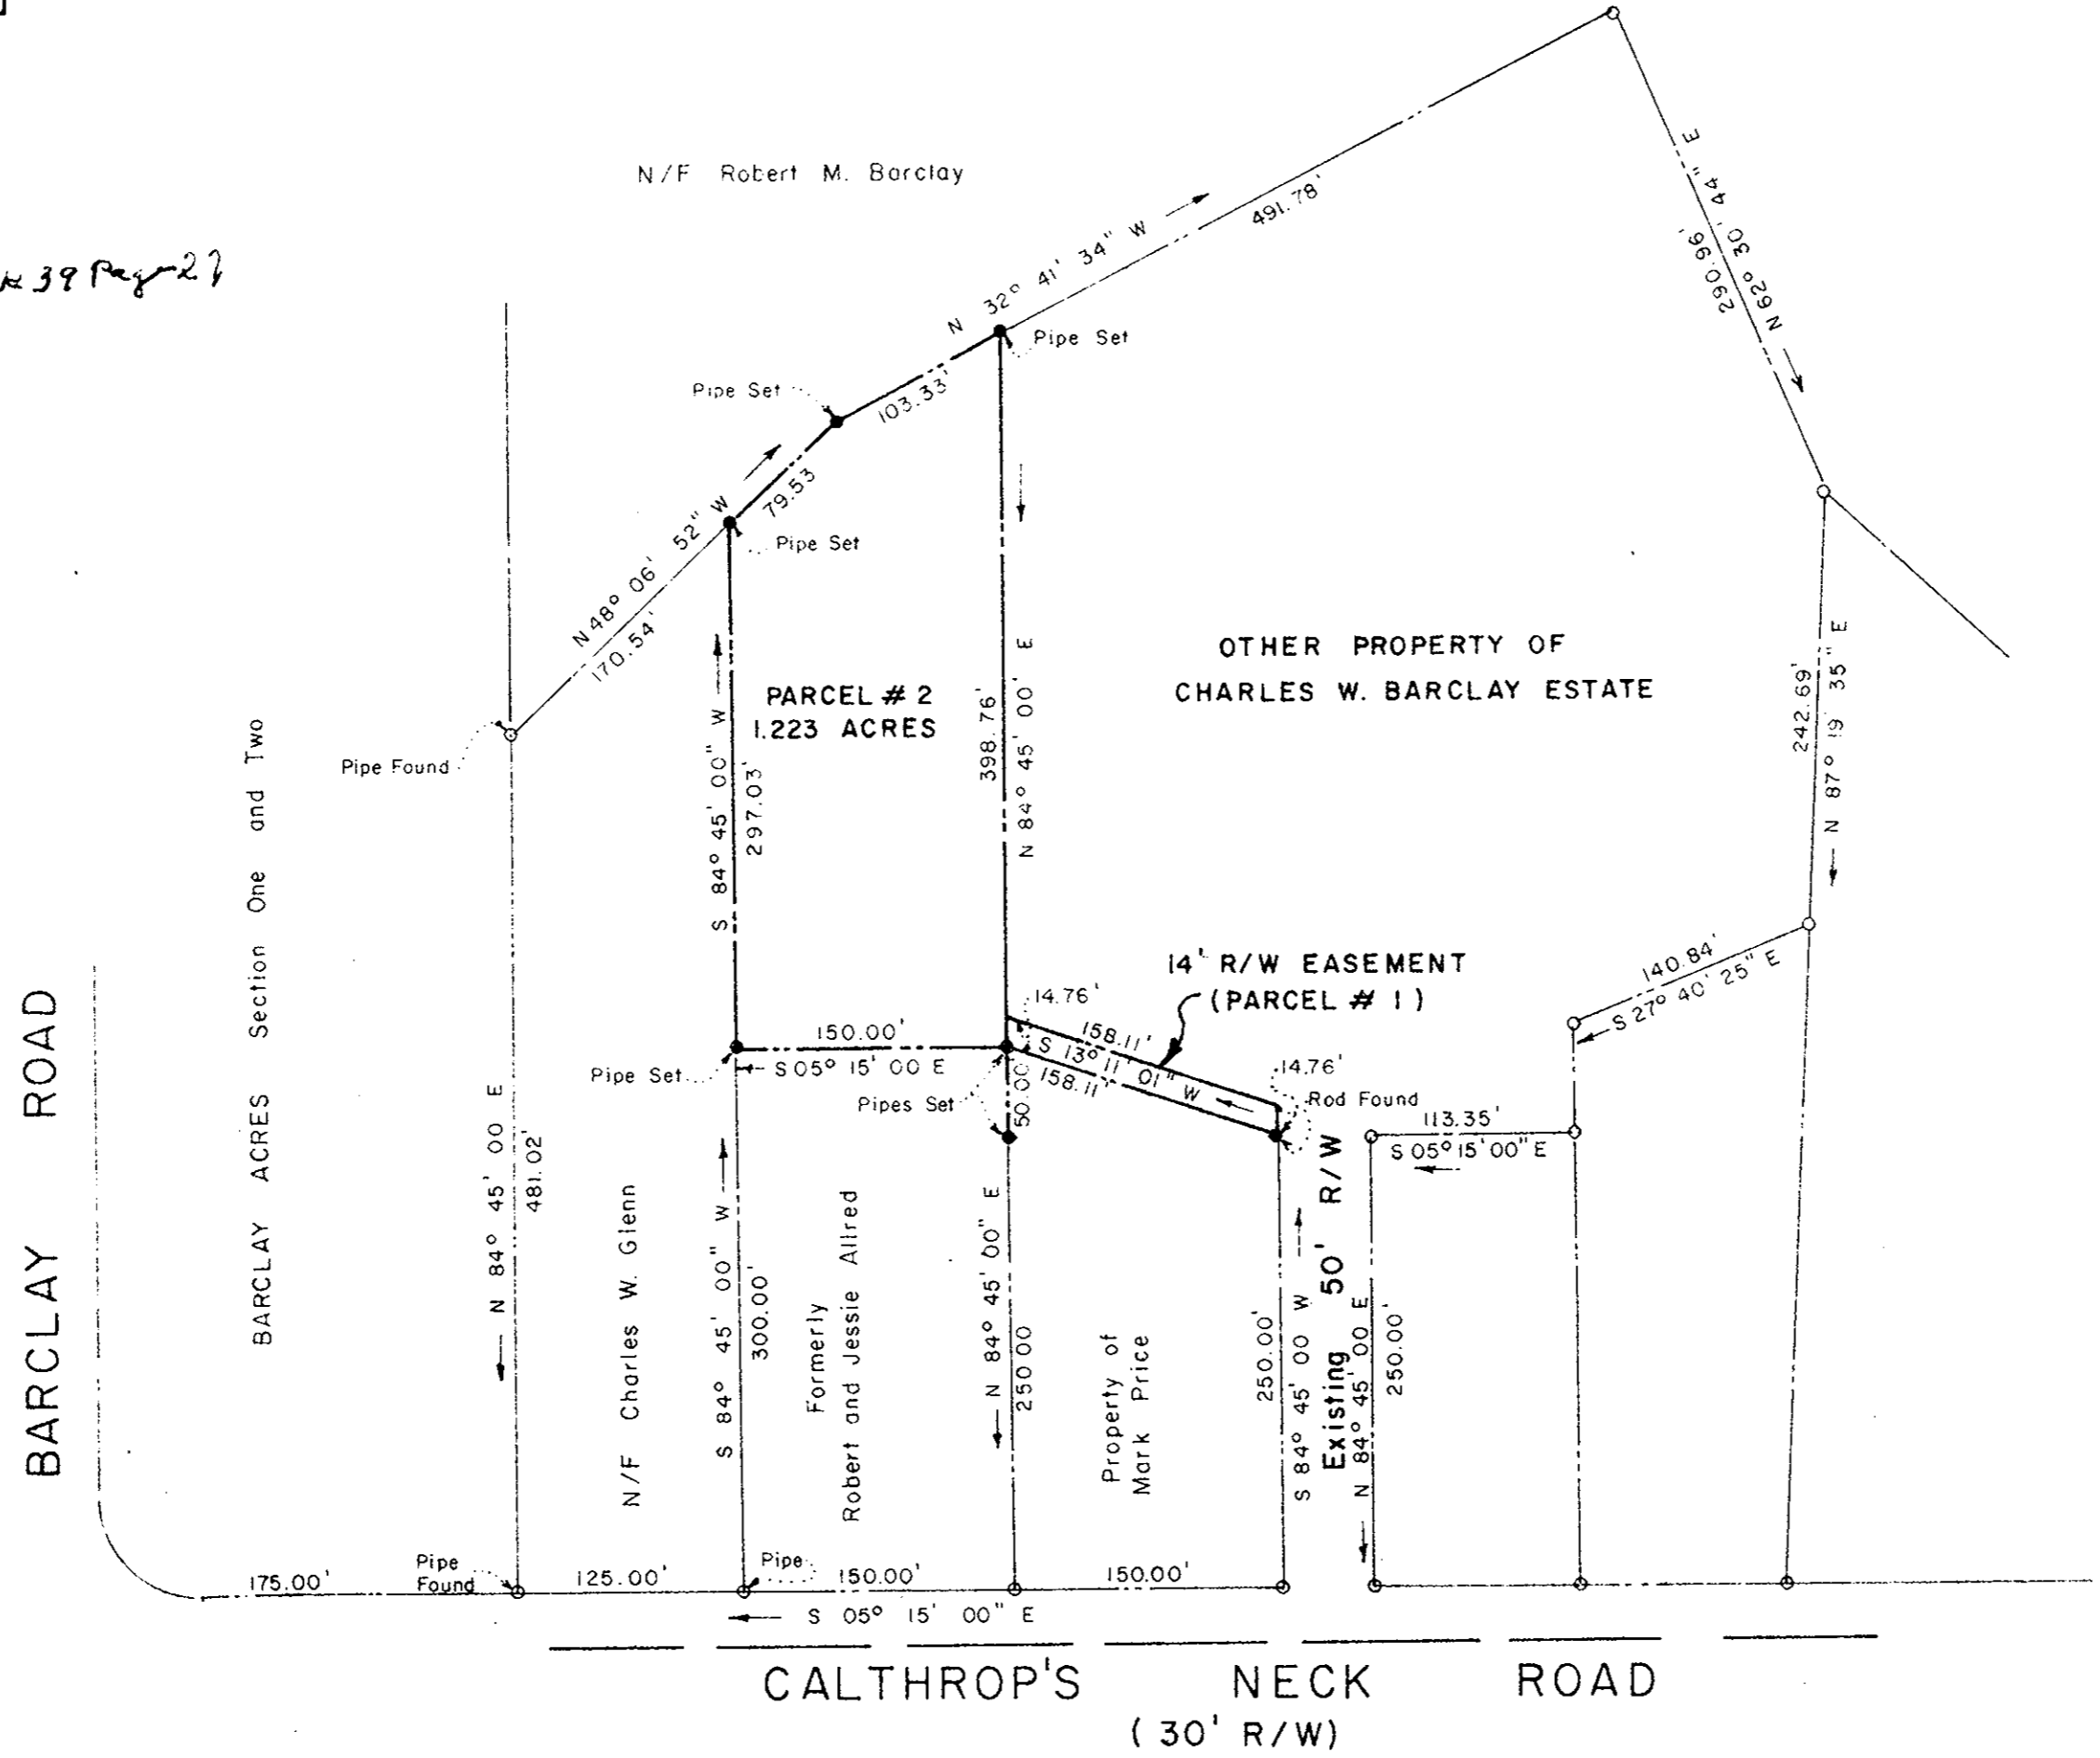 N/F Robert M. Barclay
39 Page 27
N 32° 41' 34" W
491.78'
N 62° 30' 44" E
290.96'
Pipe Set
Pipe Set
103.33'
79.53
Pipe Set
N 48° 06' 52" W
170.54'
Pipe Found
PARCEL # 2
1.223 ACRES
S 84° 45' 00" W
297.03'
398.76'
N 84° 45' 00' E
OTHER PROPERTY OF
CHARLES W. BARCLAY ESTATE
242.69'
N 87° 19' 35" E
140.84'
S 27° 40' 25" E
14' R/W EASEMENT
(PARCEL # 1)
14.76'
158.11'
S 13° 11' 01" W
158.11'
14.76'
Rod Found
150.00'
S 05° 15' 00 E
Pipe Set
Pipes Set
50.00'
113.35'
S 05° 15' 00" E
BARCLAY ROAD
BARCLAY ACRES Section One and Two
N 84° 45' 00 E
481.02'
N/F Charles W. Glenn
S 84° 45' 00" W
300.00'
Formerly
Robert and Jessie Allred
N 84° 45' 00" E
250.00
Property of
Mark Price
250.00'
S 84° 45' 00 W
Existing 50' R/W
N 84° 45' 00 E
250.00'
175.00'
Pipe
Found
125.00'
Pipe
150.00'
150.00'
S 05° 15' 00" E
CALTHROP'S NECK ROAD
( 30' R/W)